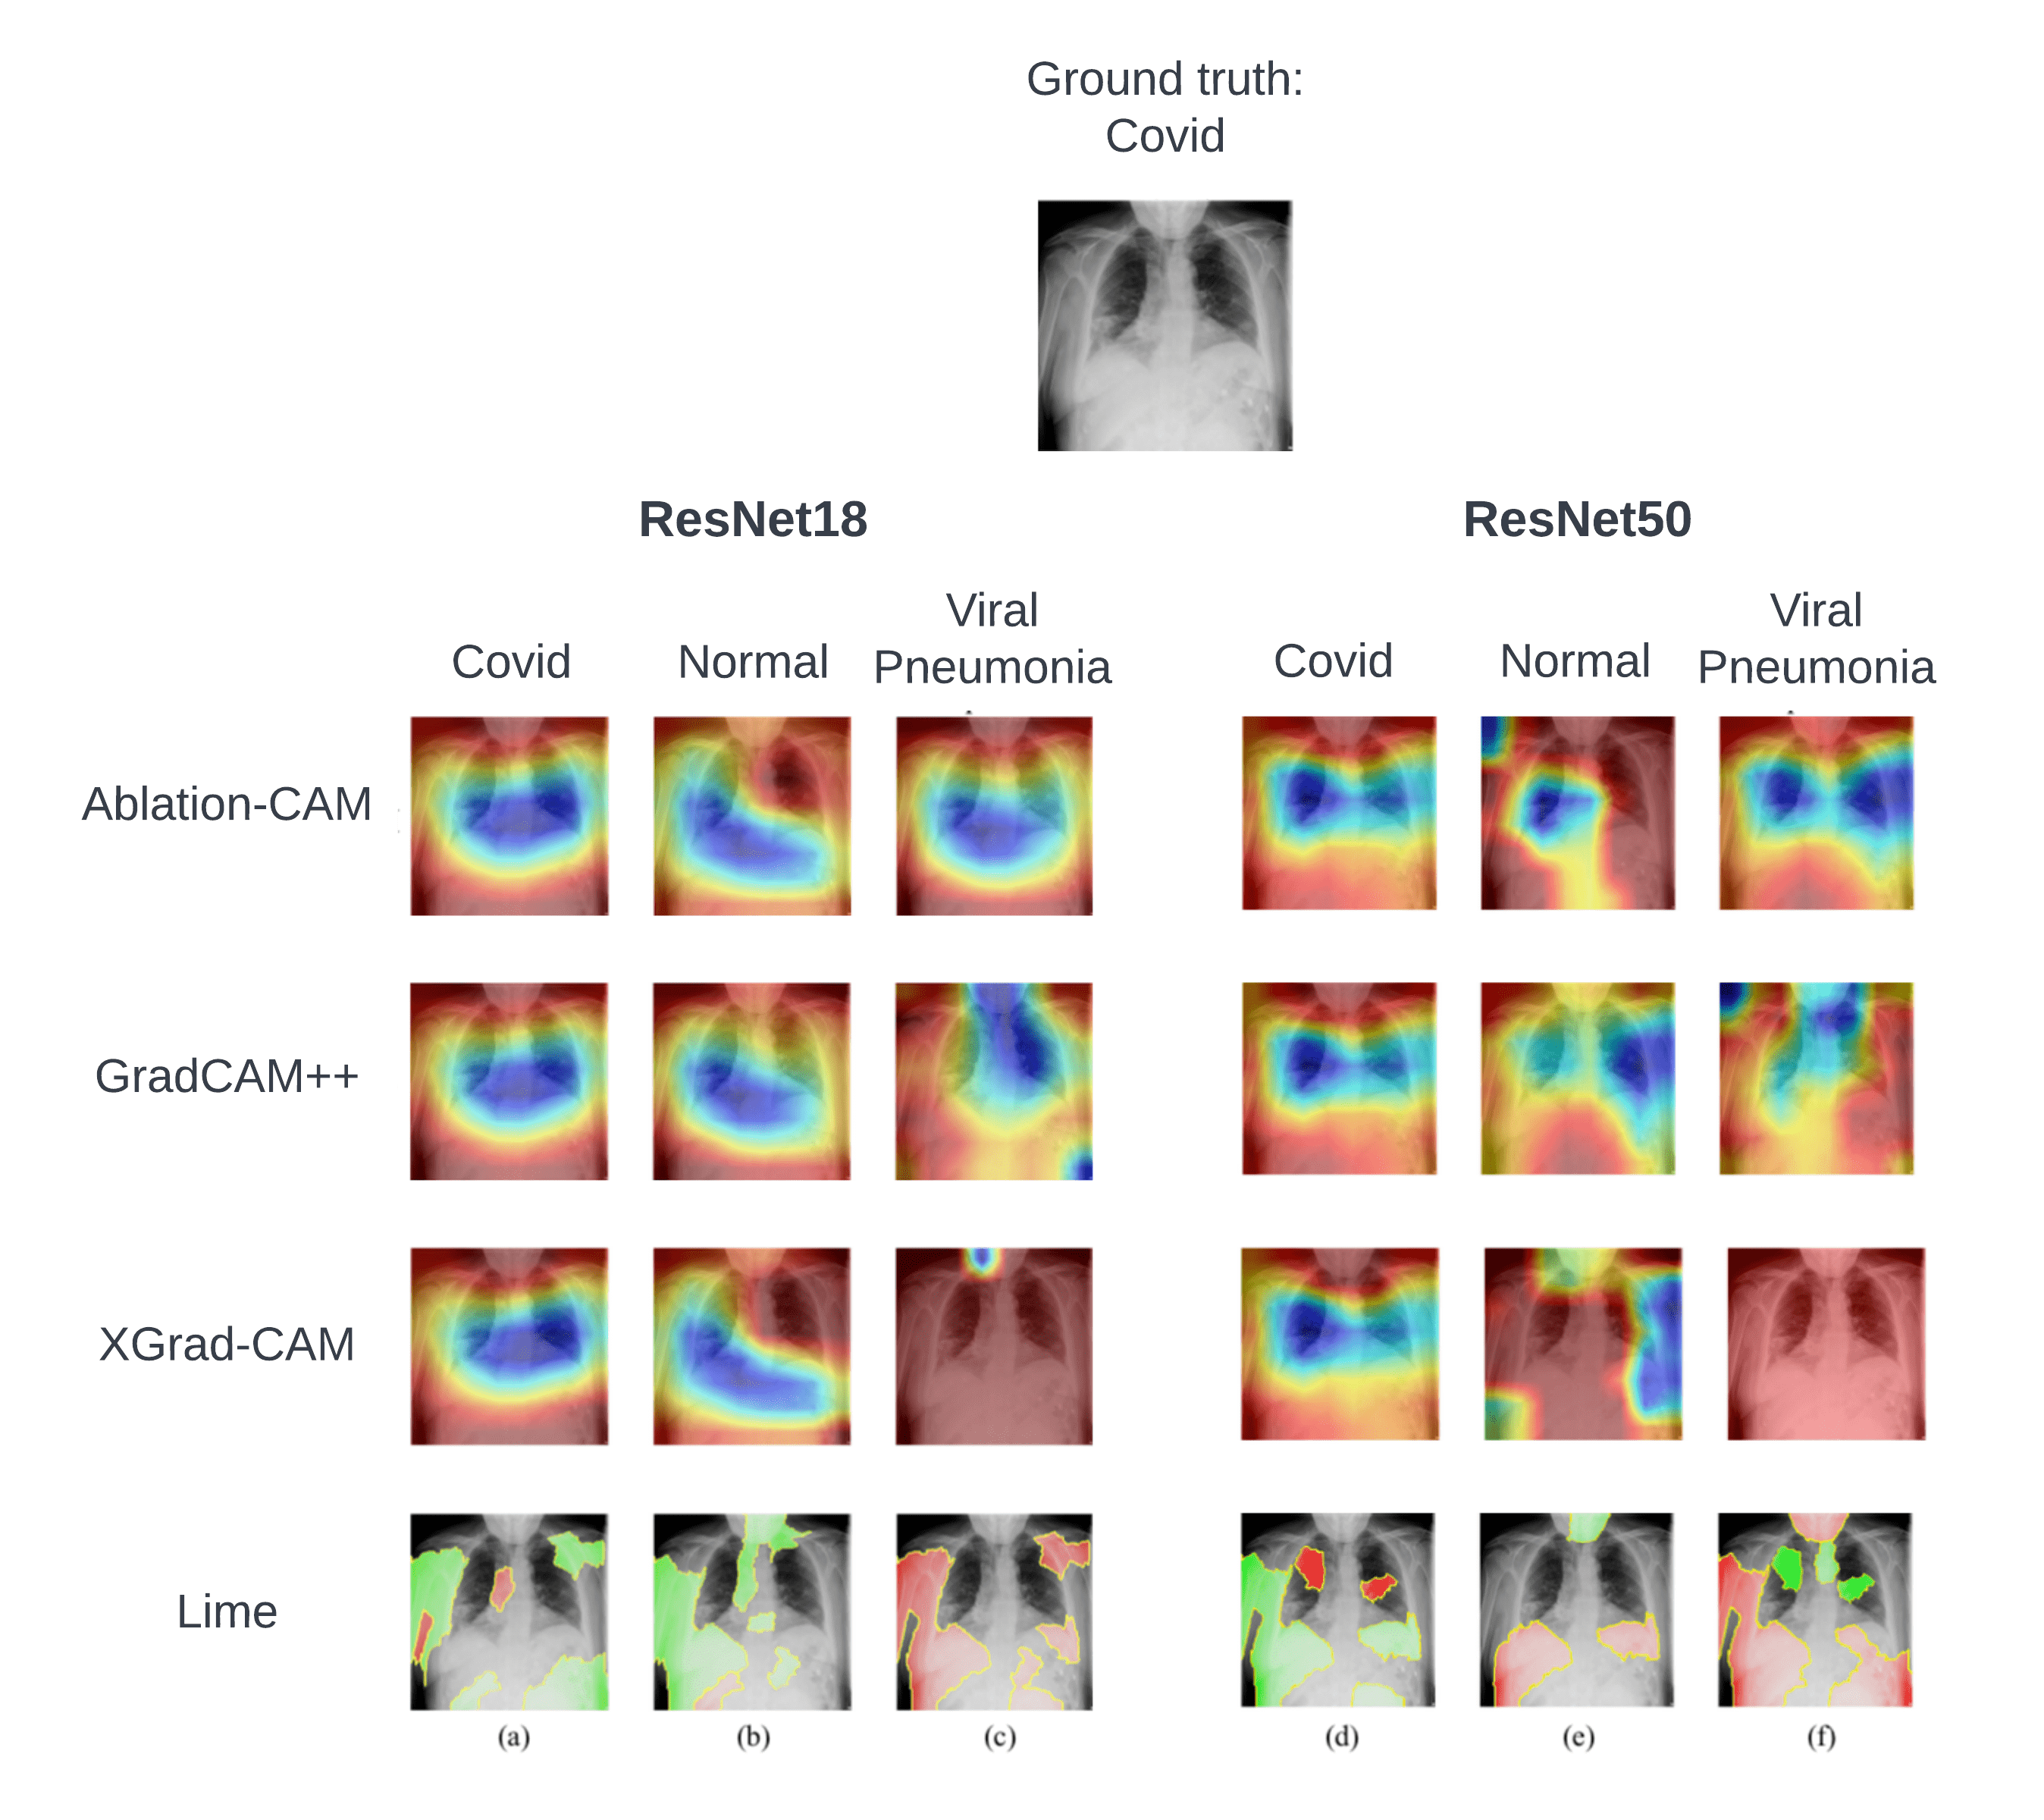 Ground truth:
Covid
ResNet18
ResNet50
Covid
Normal
Viral
Pneumonia
Covid
Normal
Viral
Pneumonia
Ablation-CAM
GradCAM++
XGrad-CAM
Lime
(a)
(b)
(c)
(d)
(e)
(f)